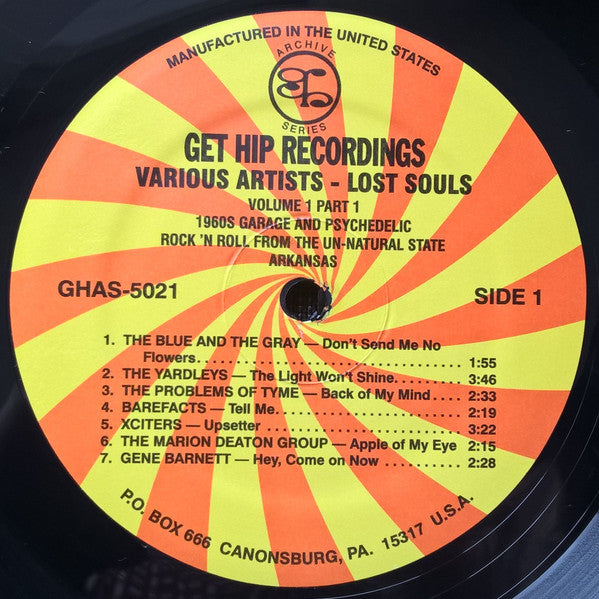 MANUFACTURED IN THE UNITED STATES
ARCHIVE
SERIES
GET HIP RECORDINGS
VARIOUS ARTISTS - LOST SOULS
VOLUME 1 PART 1
1960S GARAGE AND PSYCHEDELIC
ROCK 'N ROLL FROM THE UN-NATURAL STATE
ARKANSAS
GHAS-5021
SIDE 1
1. THE BLUE AND THE GRAY — Don't Send Me No
Flowers........................................ 1:55
2. THE YARDLEYS — The Light Won't Shine........ 3:46
3. THE PROBLEMS OF TYME — Back of My Mind.... 2:33
4. BAREFACTS — Tell Me........................... 2:19
5. XCITERS — Upsetter ............................ 3:22
6. THE MARION DEATON GROUP — Apple of My Eye 2:15
7. GENE BARNETT — Hey, Come on Now ........... 2:28
P.O. BOX 666 CANONSBURG, PA. 15317 U.S.A.